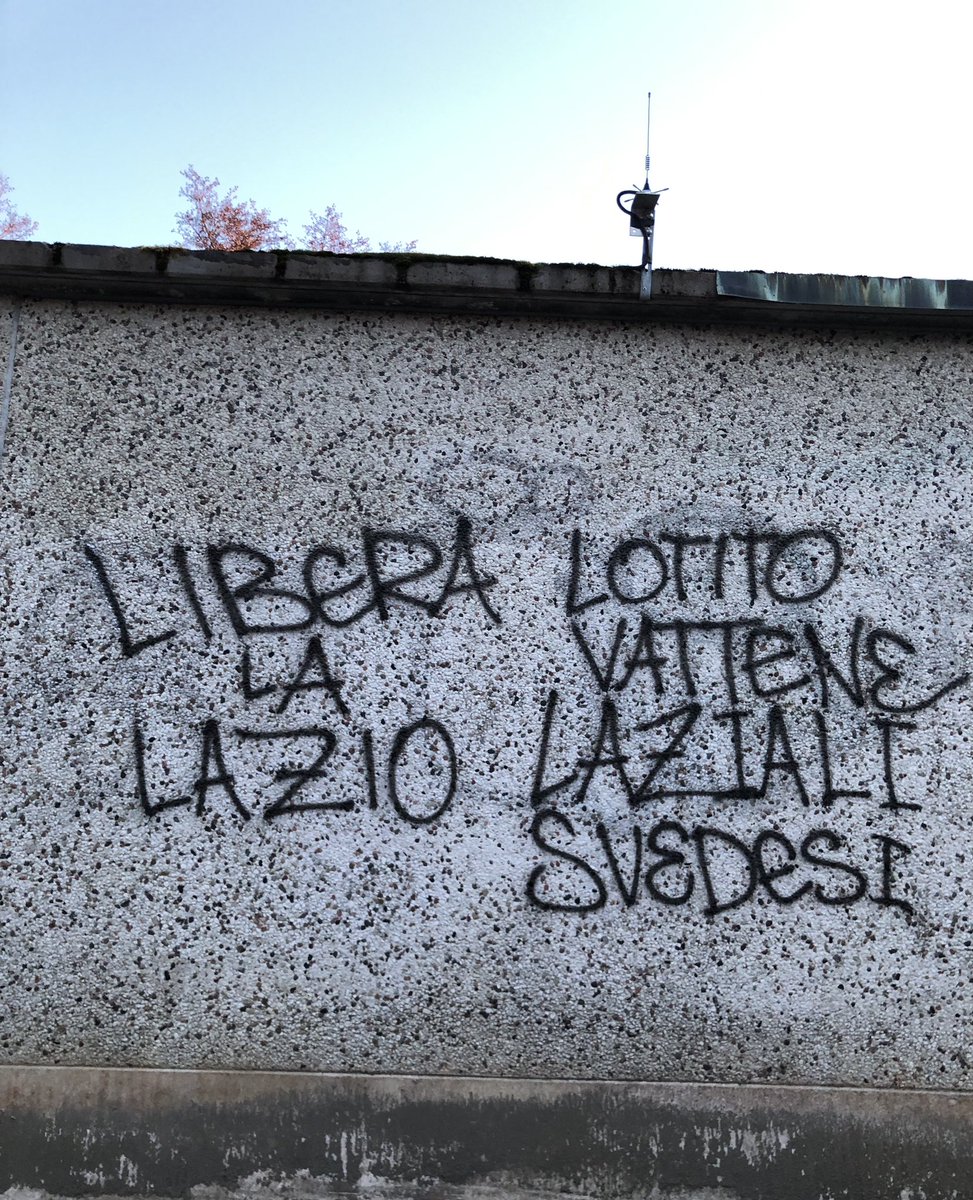 LIBERA
LA
LAZIO
LOTITO
VATTENE
LAZIALI
SVEDESI